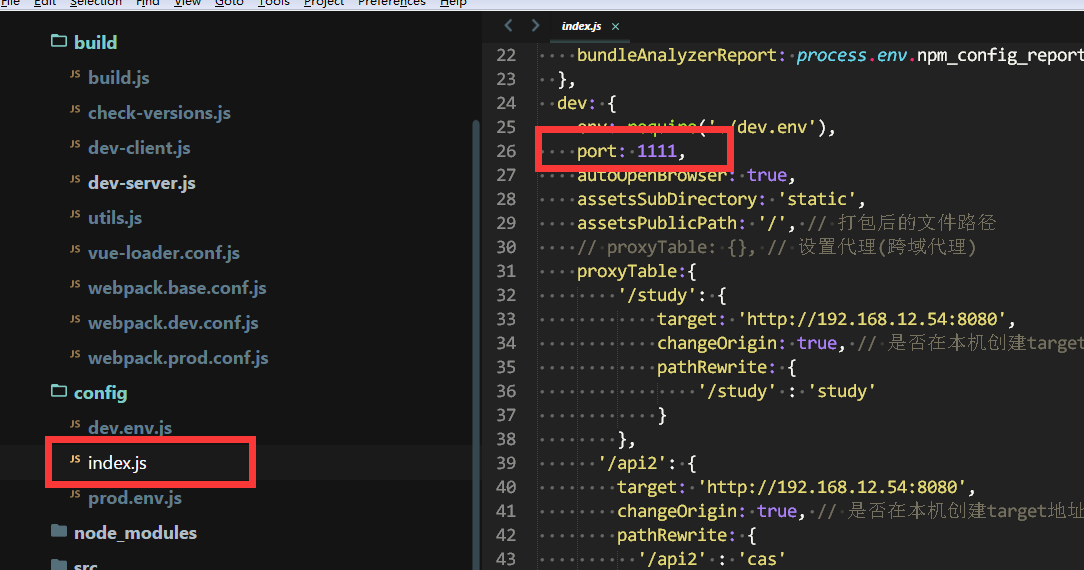 File Edit Selection Find View Goto Tools Project Preferences Help
build
JS build.js
JS check-versions.js
JS dev-client.js
JS dev-server.js
JS utils.js
JS vue-loader.conf.js
JS webpack.base.conf.js
JS webpack.dev.conf.js
JS webpack.prod.conf.js
config
JS dev.env.js
JS index.js
JS prod.env.js
node_modules
src
index.js ×
22 bundleAnalyzerReport: process.env.npm_config_report
23 },
24 dev: {
25 env: require('./dev.env'),
26 port: 1111,
27 autoOpenBrowser: true,
28 assetsSubDirectory: 'static',
29 assetsPublicPath: '/', // 打包后的文件路径
30 // proxyTable: {}, // 设置代理(跨域代理)
31 proxyTable:{
32 '/study': {
33 target: 'http://192.168.12.54:8080',
34 changeOrigin: true, // 是否在本机创建target
35 pathRewrite: {
36 '/study' : 'study'
37 }
38 },
39 '/api2': {
40 target: 'http://192.168.12.54:8080',
41 changeOrigin: true, // 是否在本机创建target地址
42 pathRewrite: {
43 '/api2' : 'cas'